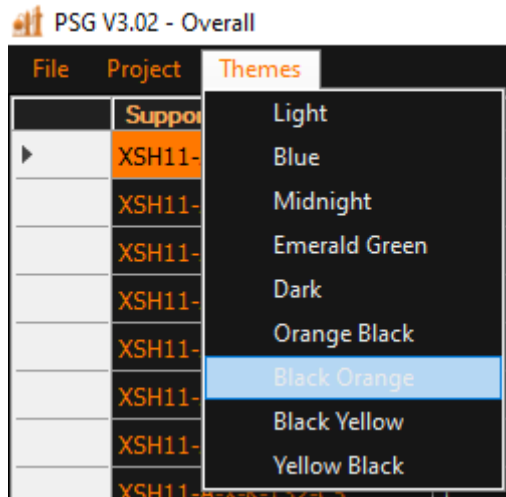 PSG V3.02 - Overall
File Project Themes
Suppo
Light
XSH11-
Blue
XSH11-
Midnight
XSH11-
Emerald Green
XSH11-
Dark
XSH11-
Orange Black
XSH11-
Black Orange
XSH11-
Black Yellow
Yellow Black